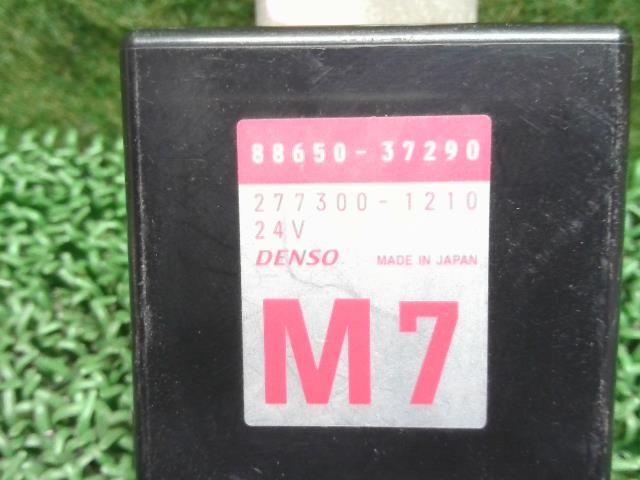 88650-37290
277300-1210
24V
DENSO MADE IN JAPAN
M7